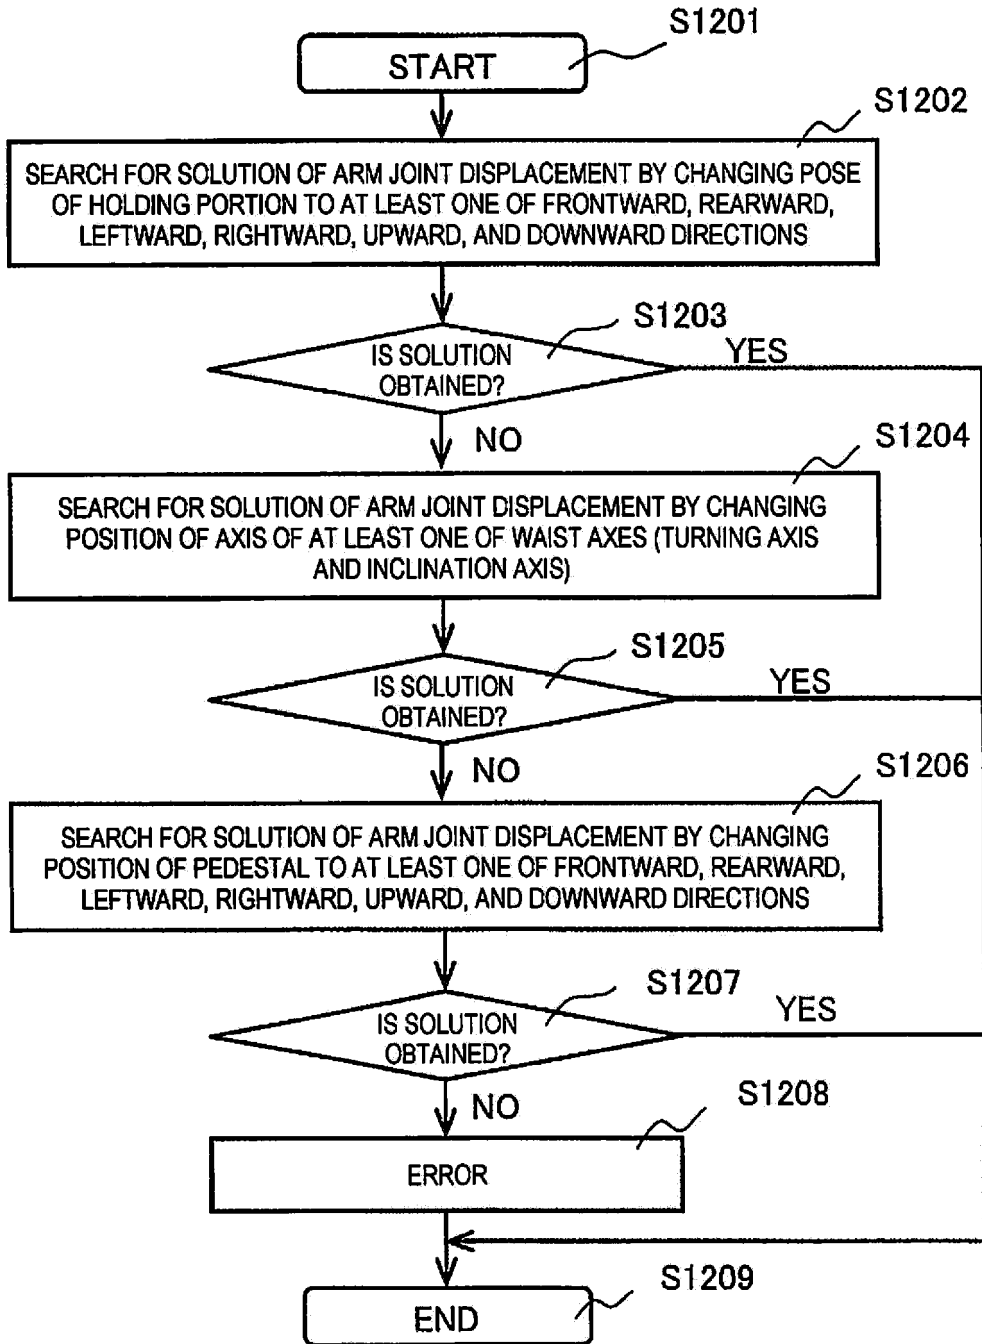 S1201
START
S1202
SEARCH FOR SOLUTION OF ARM JOINT DISPLACEMENT BY CHANGING POSE
OF HOLDING PORTION TO AT LEAST ONE OF FRONTWARD, REARWARD,
LEFTWARD, RIGHTWARD, UPWARD, AND DOWNWARD DIRECTIONS
S1203
IS SOLUTION
OBTAINED?
YES
NO
S1204
SEARCH FOR SOLUTION OF ARM JOINT DISPLACEMENT BY CHANGING
POSITION OF AXIS OF AT LEAST ONE OF WAIST AXES (TURNING AXIS
AND INCLINATION AXIS)
S1205
IS SOLUTION
OBTAINED?
YES
NO
S1206
SEARCH FOR SOLUTION OF ARM JOINT DISPLACEMENT BY CHANGING
POSITION OF PEDESTAL TO AT LEAST ONE OF FRONTWARD, REARWARD,
LEFTWARD, RIGHTWARD, UPWARD, AND DOWNWARD DIRECTIONS
S1207
IS SOLUTION
OBTAINED?
YES
NO
S1208
ERROR
S1209
END